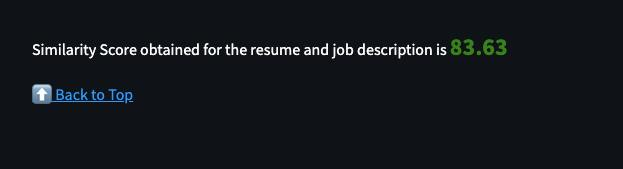 Similarity Score obtained for the resume and job description is 83.63
⬆️ Back to Top